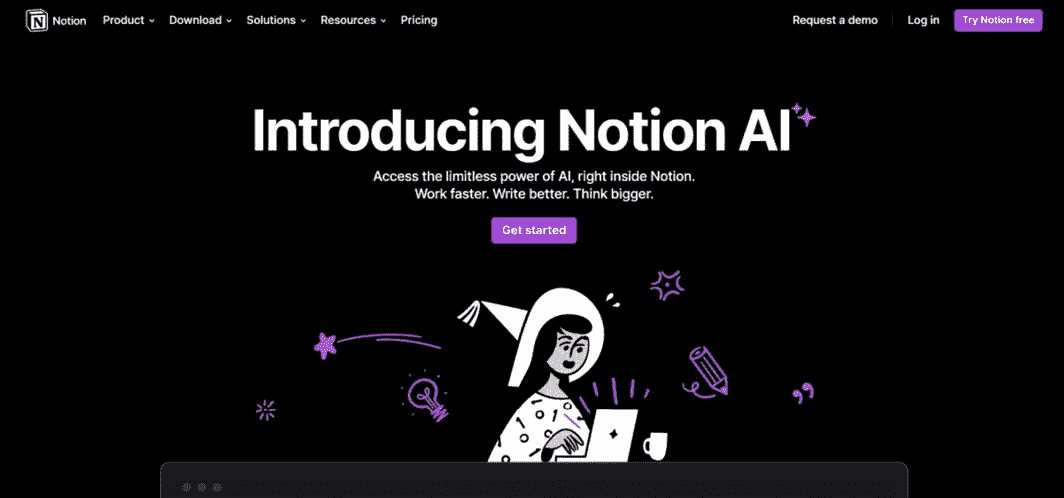 Notion Product Download Solutions Resources Pricing Request a demo Log in Try Notion free
Introducing Notion AI
Access the limitless power of AI, right inside Notion.
Work faster. Write better. Think bigger.
Get started